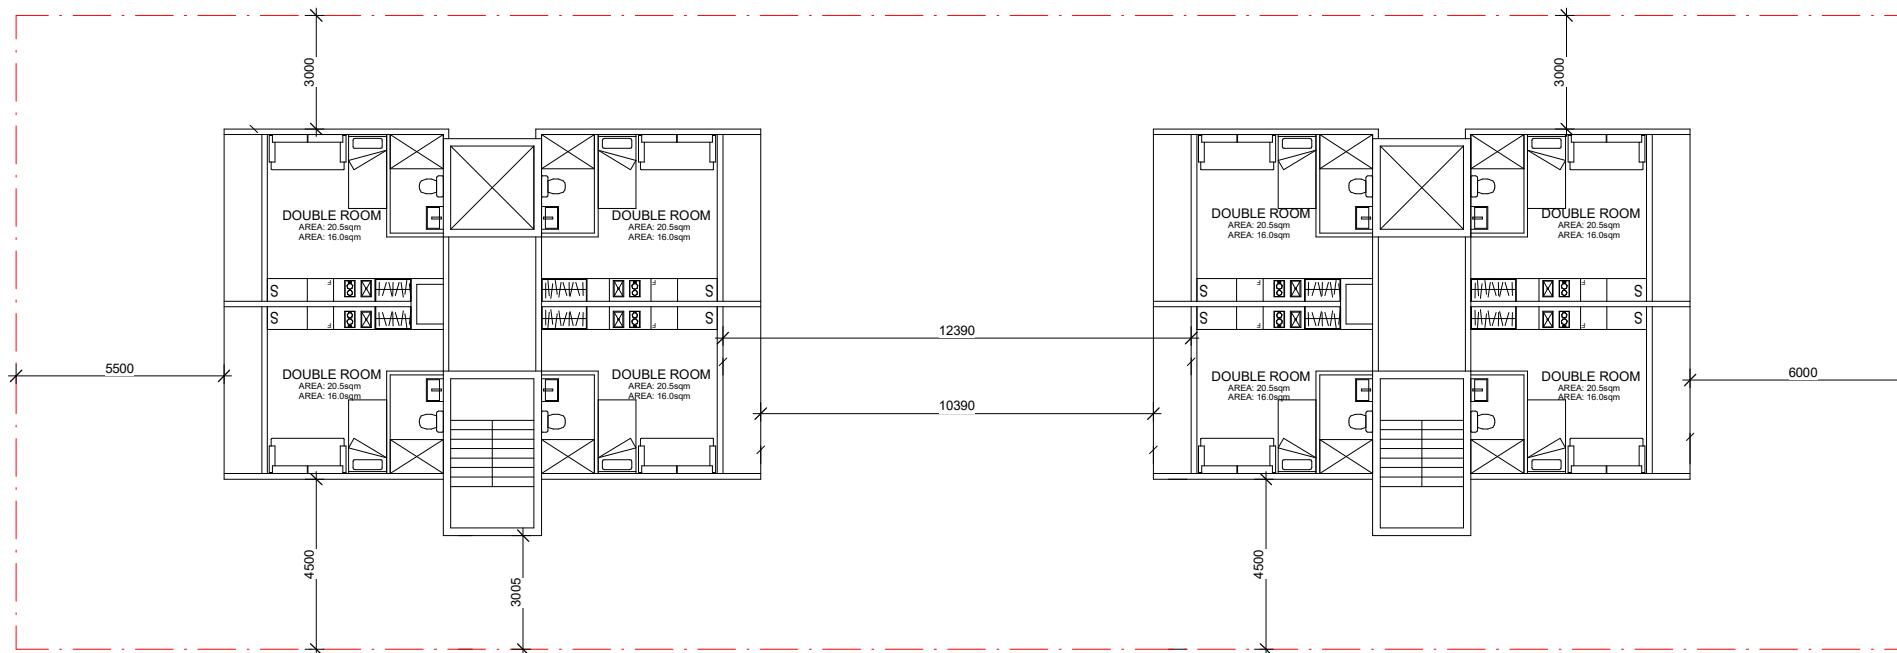 3000
3000
DOUBLE ROOM
AREA: 20.5sqm
AREA: 16.0sqm
DOUBLE ROOM
AREA: 20.5sqm
AREA: 16.0sqm
DOUBLE ROOM
AREA: 20.5sqm
AREA: 16.0sqm
DOUBLE ROOM
AREA: 20.5sqm
AREA: 16.0sqm
S
F
F
S
S
F
F
S
S
F
F
S
S
F
F
S
12390
5500
DOUBLE ROOM
AREA: 20.5sqm
AREA: 16.0sqm
DOUBLE ROOM
AREA: 20.5sqm
AREA: 16.0sqm
10390
DOUBLE ROOM
AREA: 20.5sqm
AREA: 16.0sqm
DOUBLE ROOM
AREA: 20.5sqm
AREA: 16.0sqm
6000
4500
3005
4500